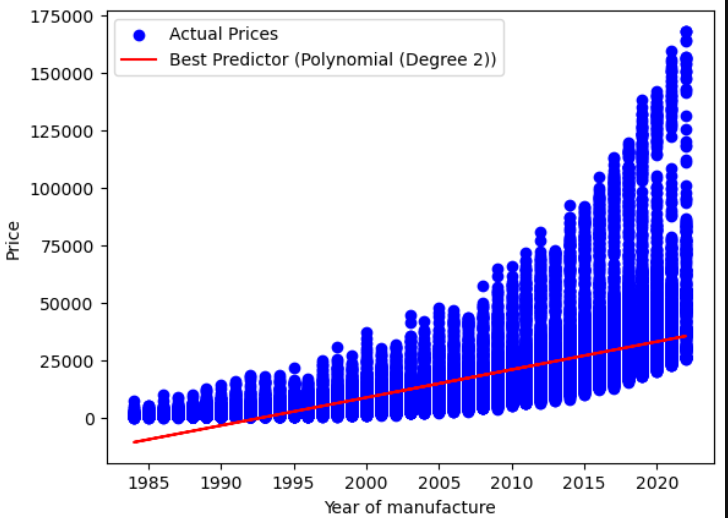 175000
150000
125000
100000
75000
50000
25000
0
Price
Actual Prices
Best Predictor (Polynomial (Degree 2))
1985 1990 1995 2000 2005 2010 2015 2020
Year of manufacture